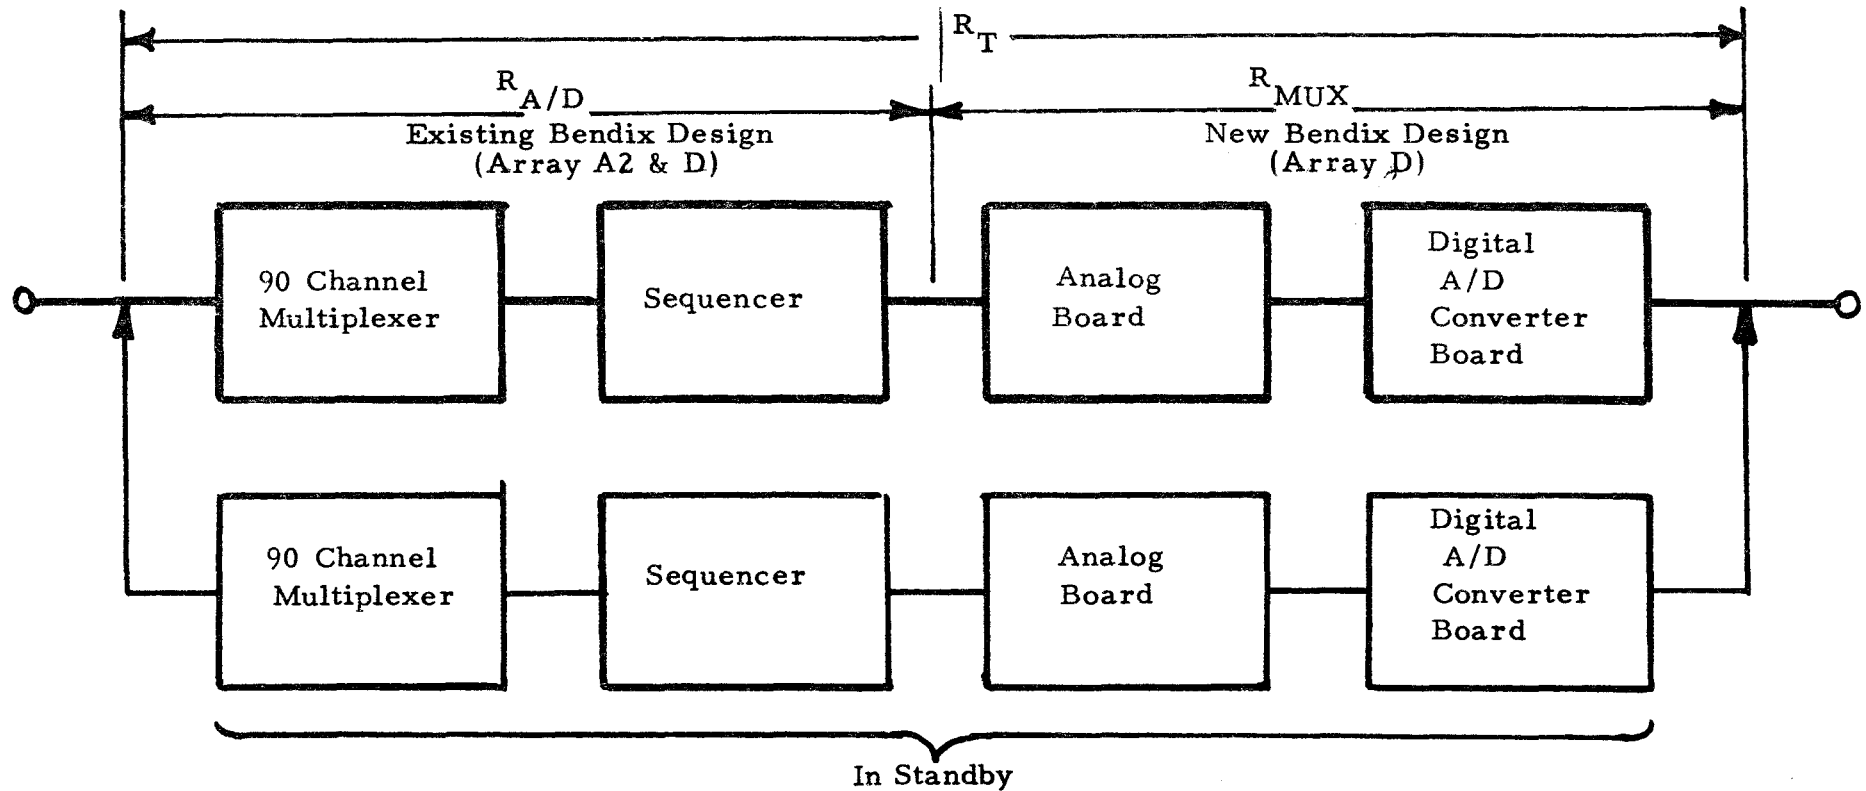 R_T
R_A/D
Existing Bendix Design
(Array A2 & D)
R_MUX
New Bendix Design
(Array D)
90 Channel
Multiplexer
Sequencer
Analog
Board
Digital
A/D
Converter
Board
90 Channel
Multiplexer
Sequencer
Analog
Board
Digital
A/D
Converter
Board
In Standby